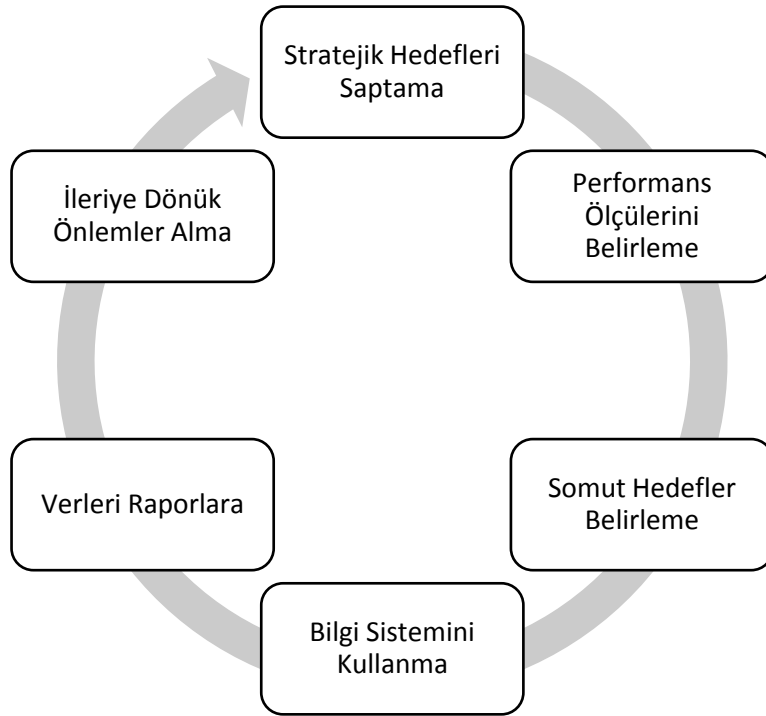 Stratejik Hedefleri
Saptama
Performans
Ölçülerini
Belirleme
Somut Hedefler
Belirleme
Bilgi Sistemini
Kullanma
Verleri Raporlara
İleriye Dönük
Önlemler Alma